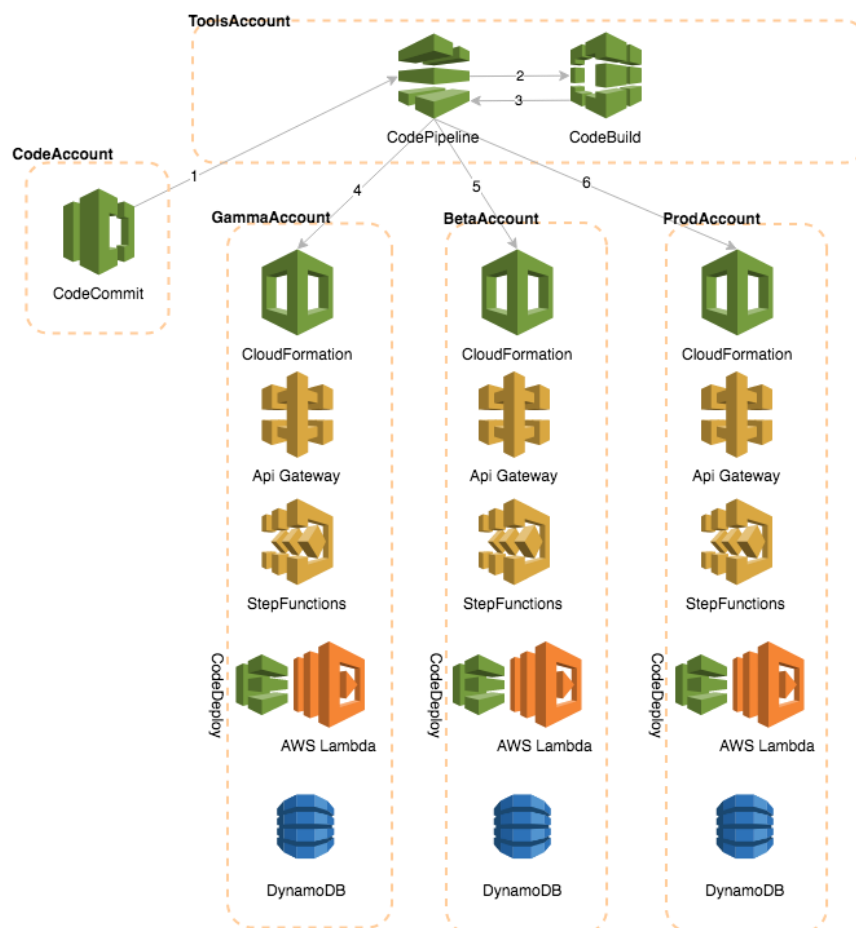 ToolsAccount
2
3
CodePipeline
CodeBuild
CodeAccount
1
CodeCommit
4
5
6
GammaAccount
BetaAccount
ProdAccount
CloudFormation
CloudFormation
CloudFormation
Api Gateway
Api Gateway
Api Gateway
StepFunctions
StepFunctions
StepFunctions
CodeDeploy
AWS Lambda
CodeDeploy
AWS Lambda
CodeDeploy
AWS Lambda
DynamoDB
DynamoDB
DynamoDB